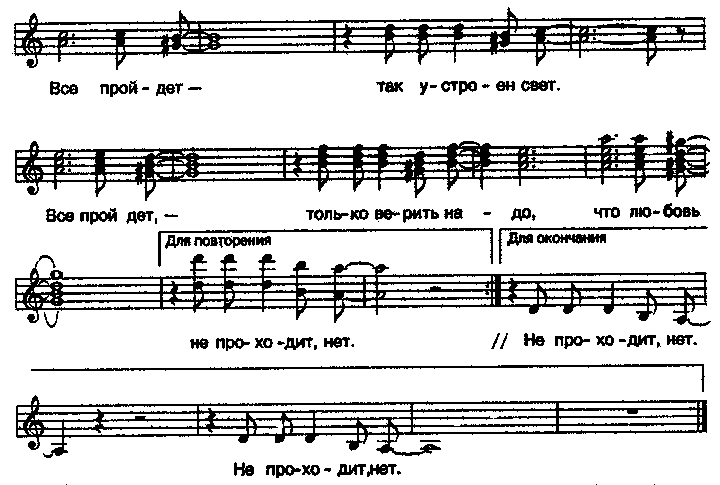 Все прой - дет — так у - стро - ен свет.
Все прой дет, — толь-ко ве-рить на - до, что лю-бовь
Для повторения Для окончания
не про- хо-дит, нет. // Не про- хо-дит, нет.
Не про-хо - дит,нет.